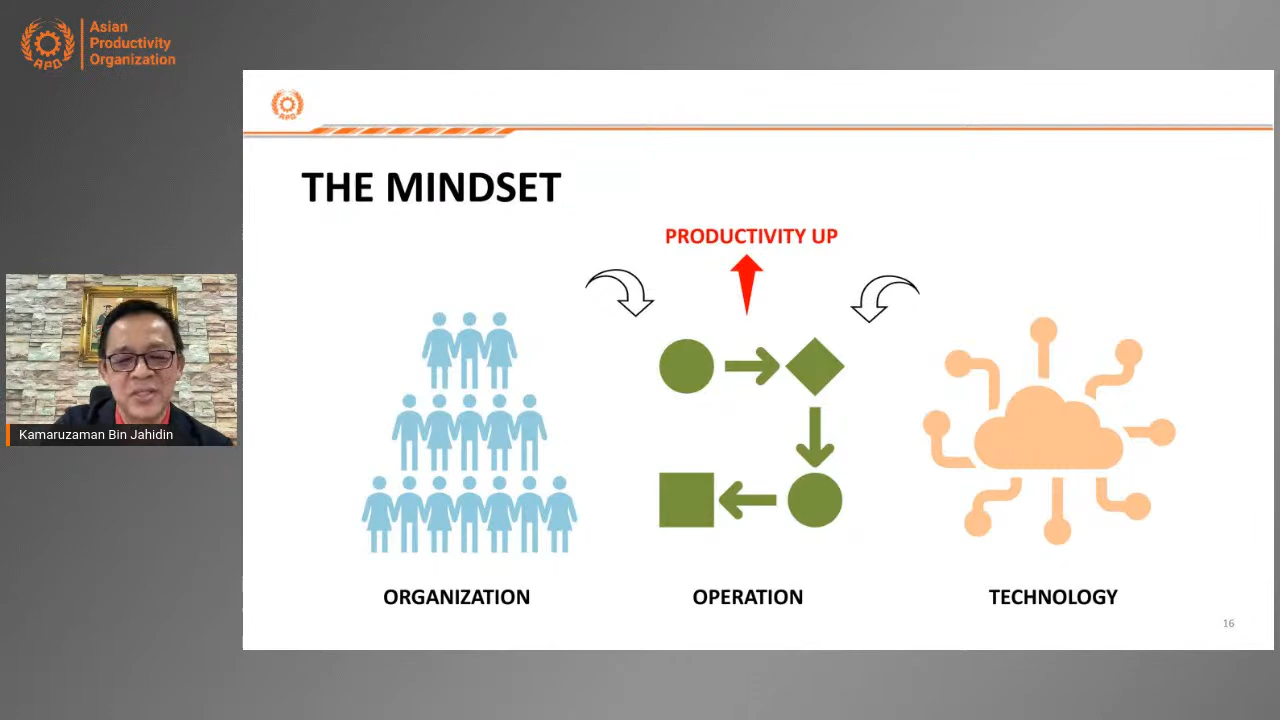 Asian
Productivity
Organization
APO
APO
THE MINDSET
PRODUCTIVITY UP
Kamaruzaman Bin Jahidin
ORGANIZATION
OPERATION
TECHNOLOGY
16